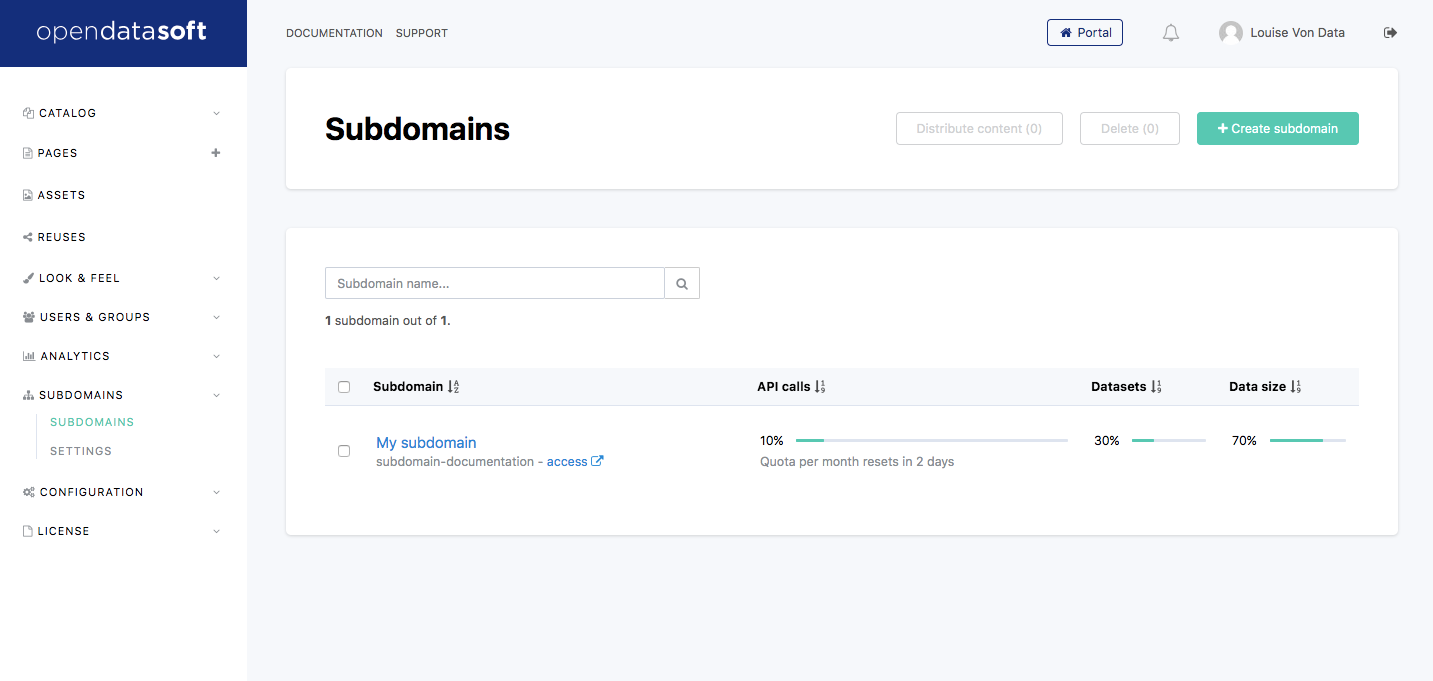 opendatasoft
DOCUMENTATION SUPPORT
Portal
Louise Von Data
CATALOG
PAGES
ASSETS
REUSES
LOOK & FEEL
USERS & GROUPS
ANALYTICS
SUBDOMAINS
SUBDOMAINS
SETTINGS
CONFIGURATION
LICENSE
Subdomains
Distribute content (0) Delete (0) + Create subdomain
Subdomain name...
1 subdomain out of 1.
Subdomain API calls Datasets Data size
My subdomain 10% 30% 70%
subdomain-documentation - access Quota per month resets in 2 days